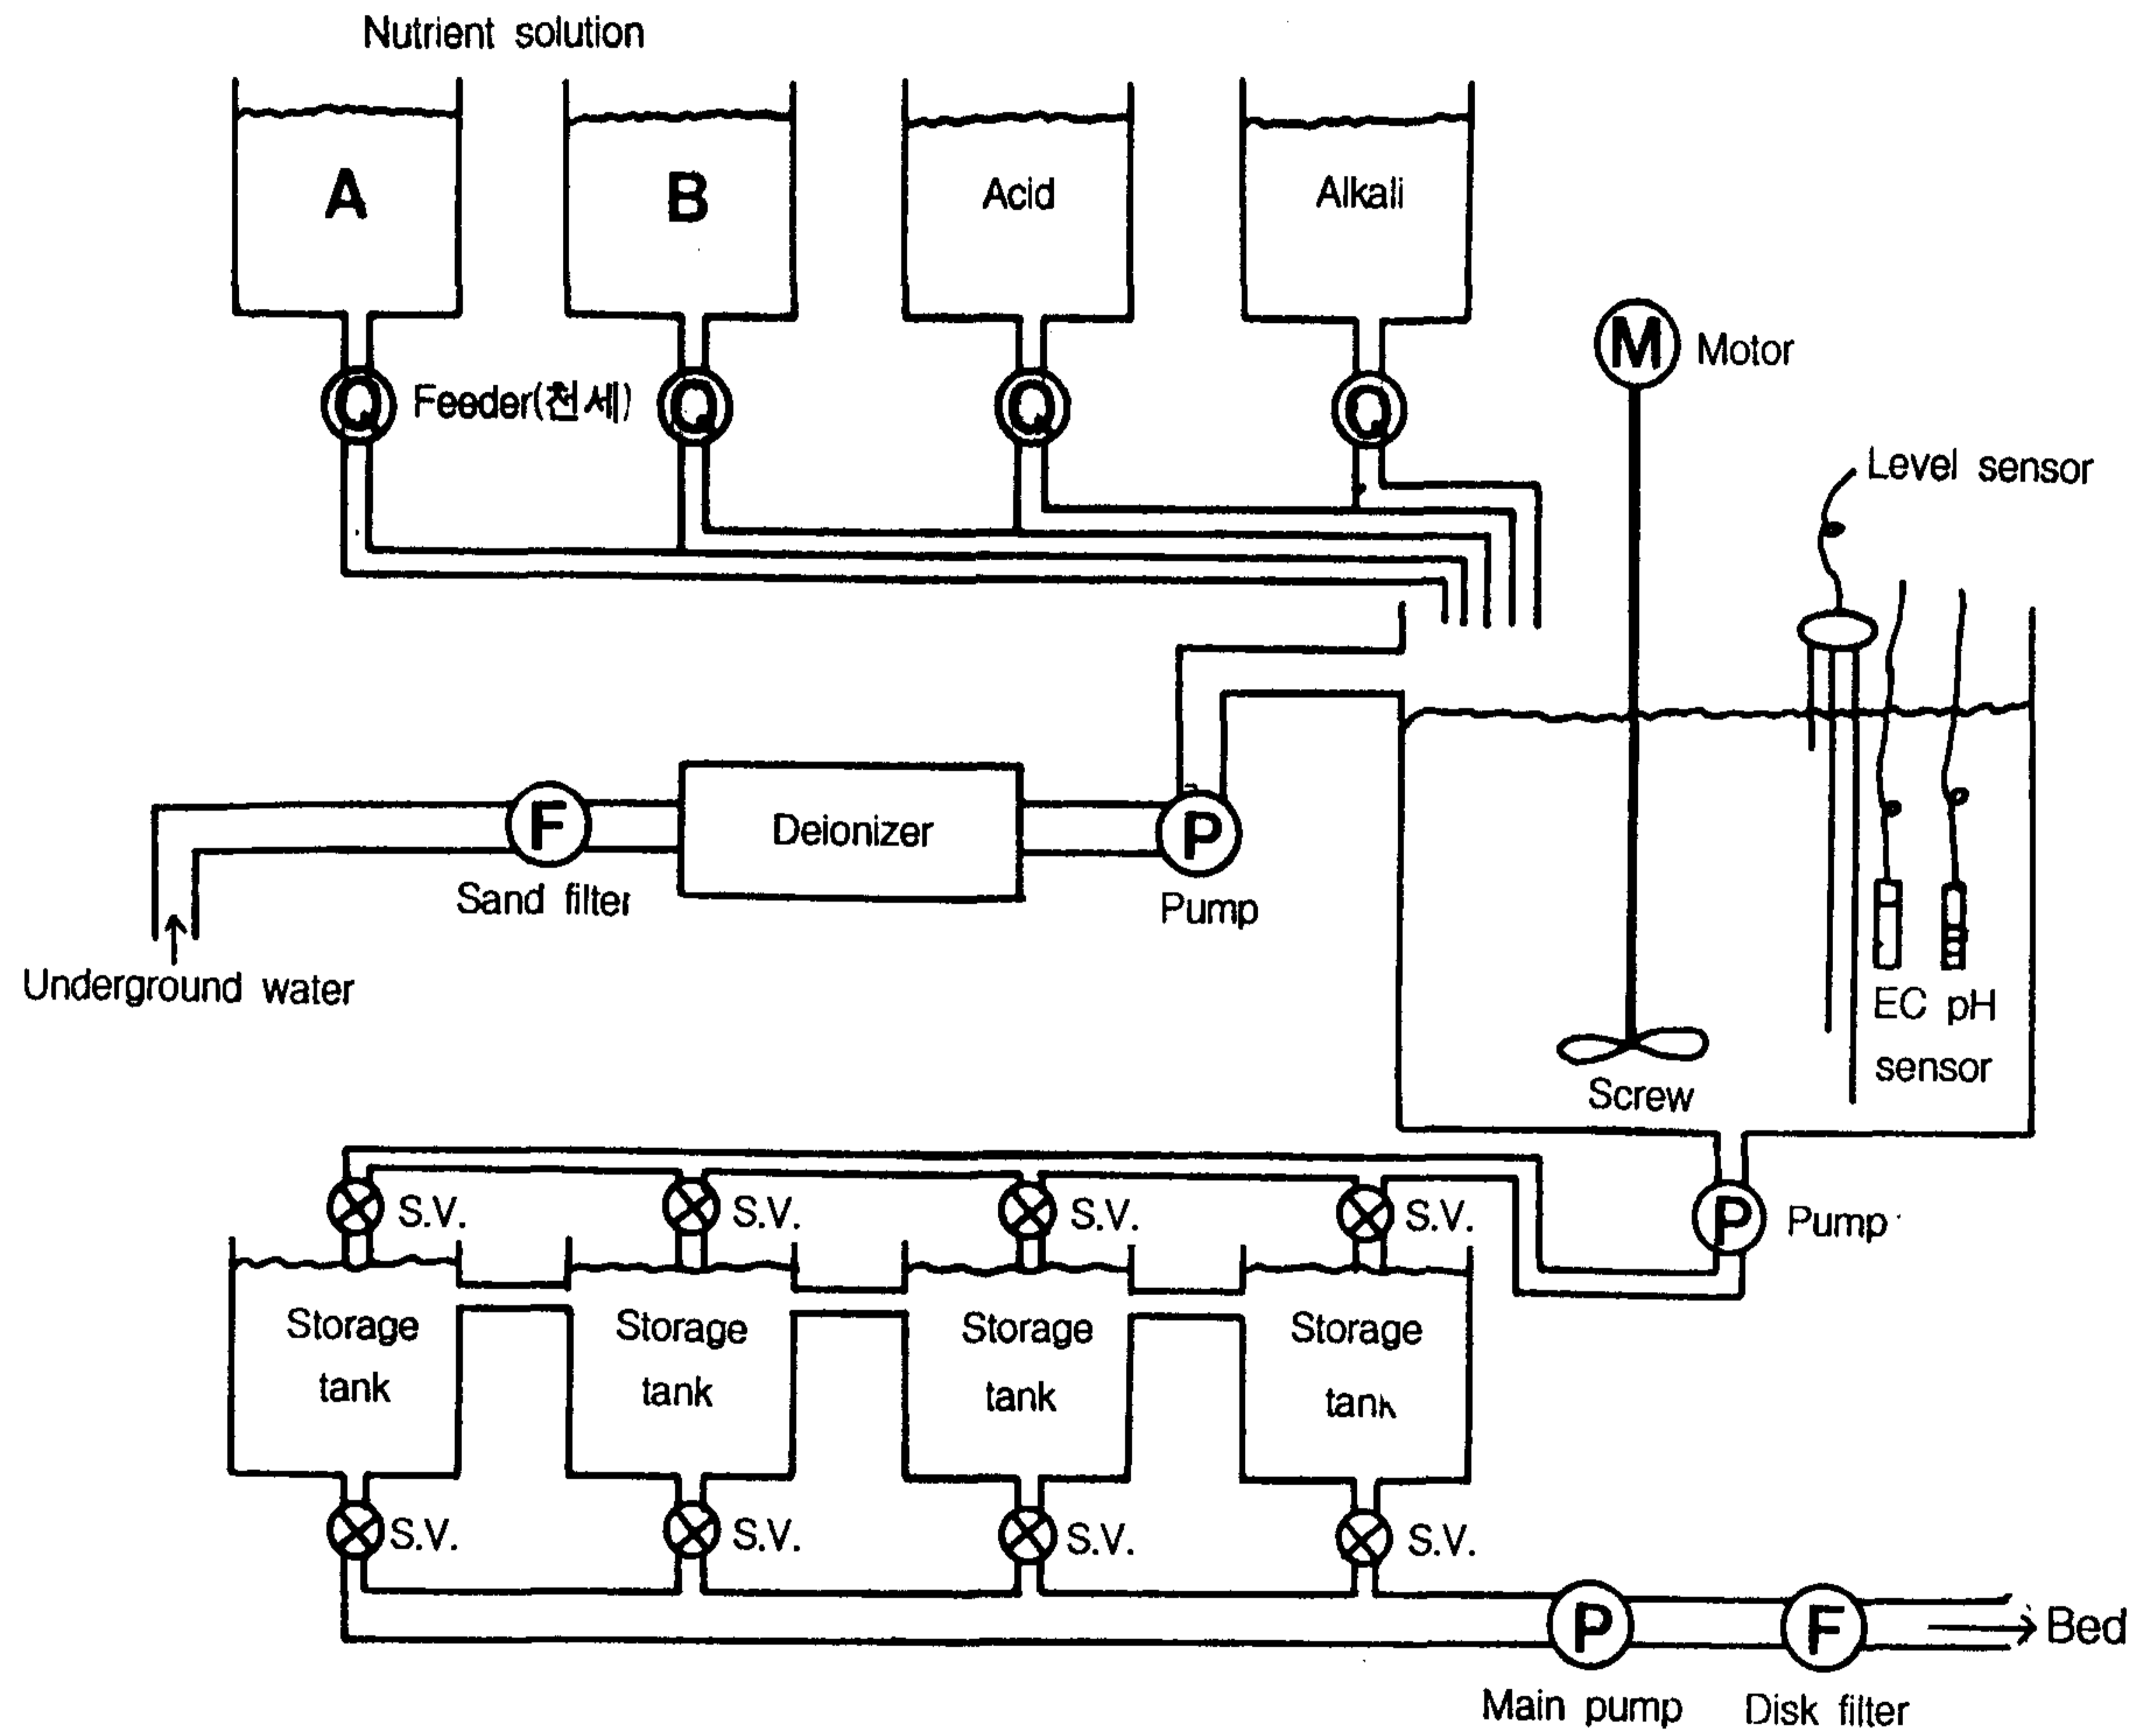 Nutrient solution
A
B
Acid
Alkali
M Motor
Q Feeder(천세) Q Q Q
Level sensor
F
Deionizer
P
Sand filter
Pump
Underground water
EC pH
sensor
Screw
S.V. S.V. S.V. S.V.
P Pump
Storage
tank
Storage
tank
Storage
tank
Storage
tank
S.V. S.V. S.V. S.V.
P F Bed
Main pump Disk filter